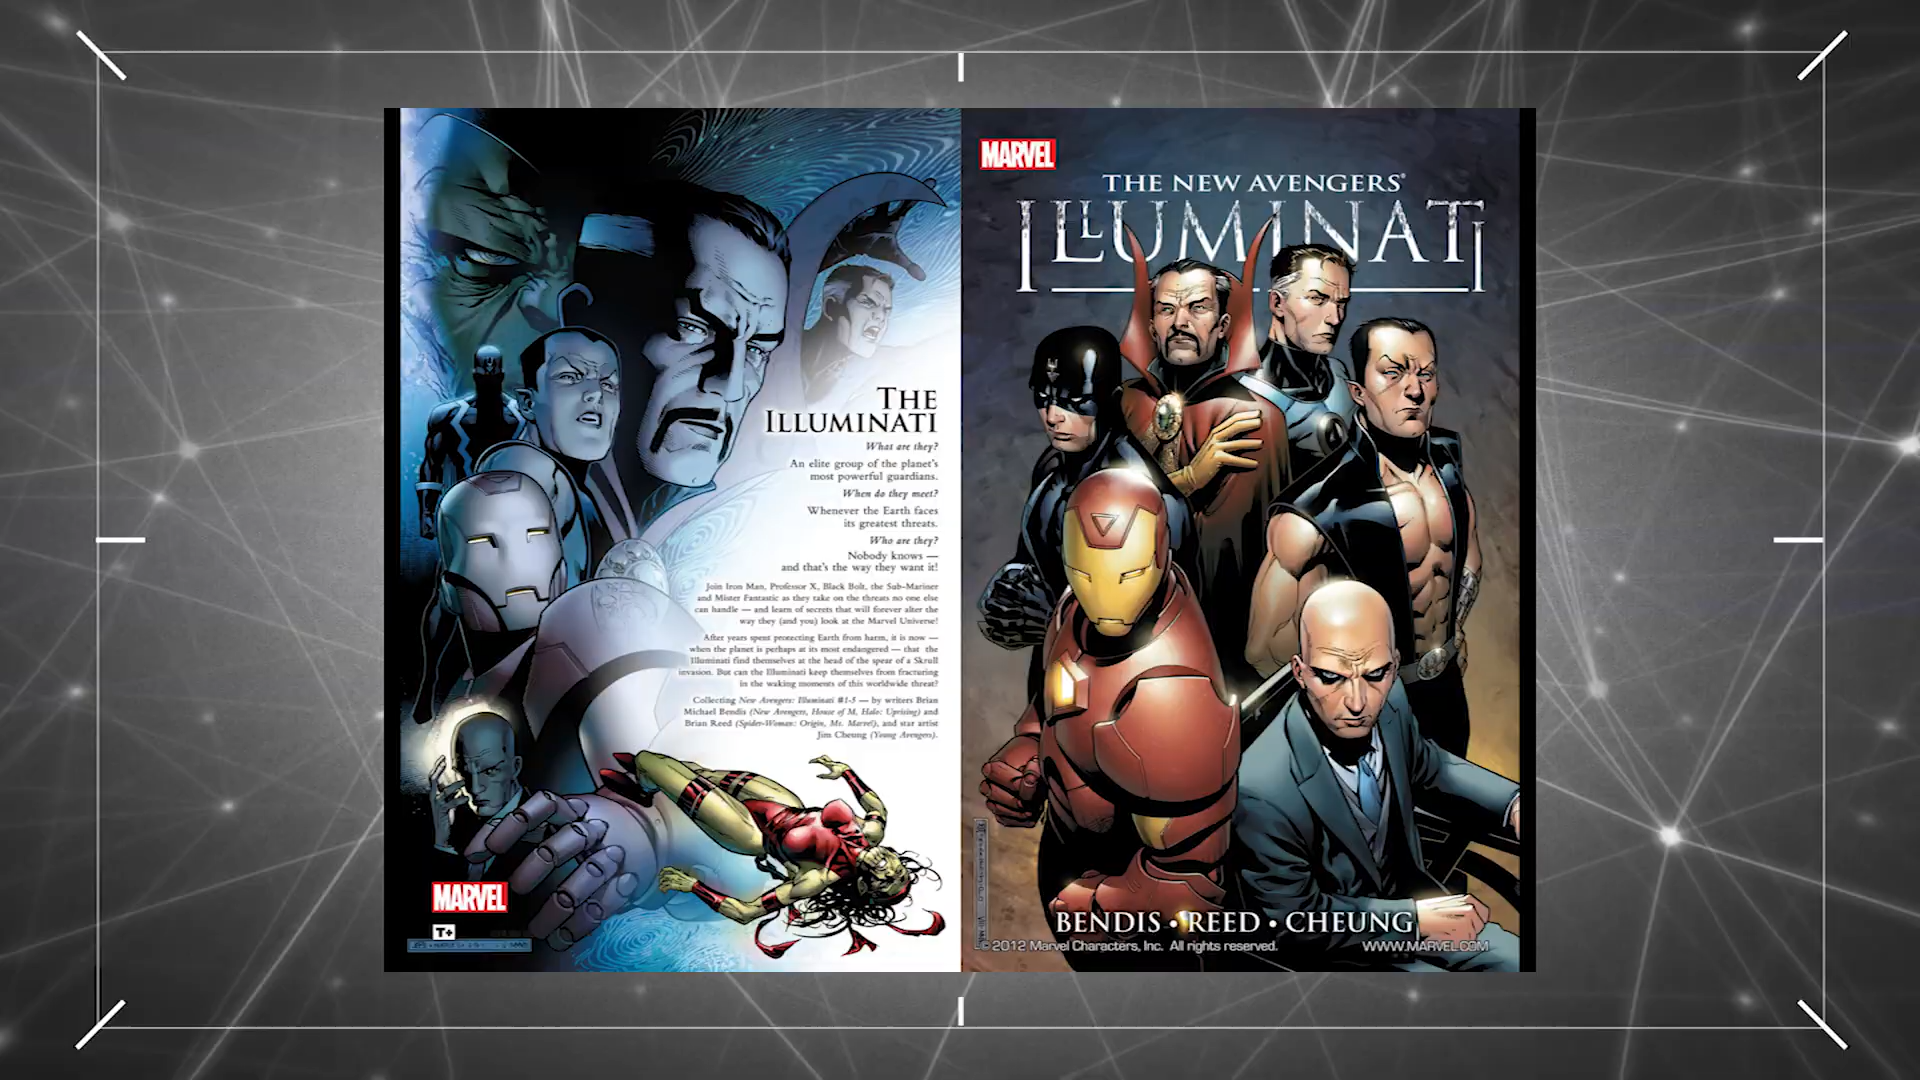 THE
ILLUMINATI
What are they?
An elite group of the planet's
most powerful guardians.
When do they meet?
Whenever the Earth faces
its greatest threats.
Who are they?
Nobody knows —
and that's the way they want it!
Join Iron Man, Professor X, Black Bolt, the Sub-Mariner
and Mister Fantastic as they take on the threats no one else
can handle — and learn of secrets that will forever alter the
way they (and you) look at the Marvel Universe!
After years spent protecting Earth from harm, it is now —
when the planet is perhaps at its most endangered — that the
Illuminati find themselves at the head of the spear of a Skrull
invasion. But can the Illuminati keep themselves from fracturing
in the waking moments of this worldwide threat?
Collecting New Avengers: Illuminati #1-5 — by writers Brian
Michael Bendis (New Avengers, House of M, Halo: Uprising) and
Brian Reed (Spider-Woman: Origin, Ms. Marvel), and star artist
Jim Cheung (Young Avengers).
MARVEL
T+
MARVEL
THE NEW AVENGERS®
ILLUMINATI
BENDIS • REED • CHEUNG
© 2012 Marvel Characters, Inc. All rights reserved.
WWW.MARVEL.COM